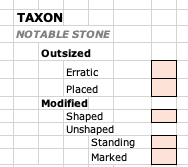 TAXON
NOTABLE STONE
Outsized
Erratic
Placed
Modified
Shaped
Unshaped
Standing
Marked